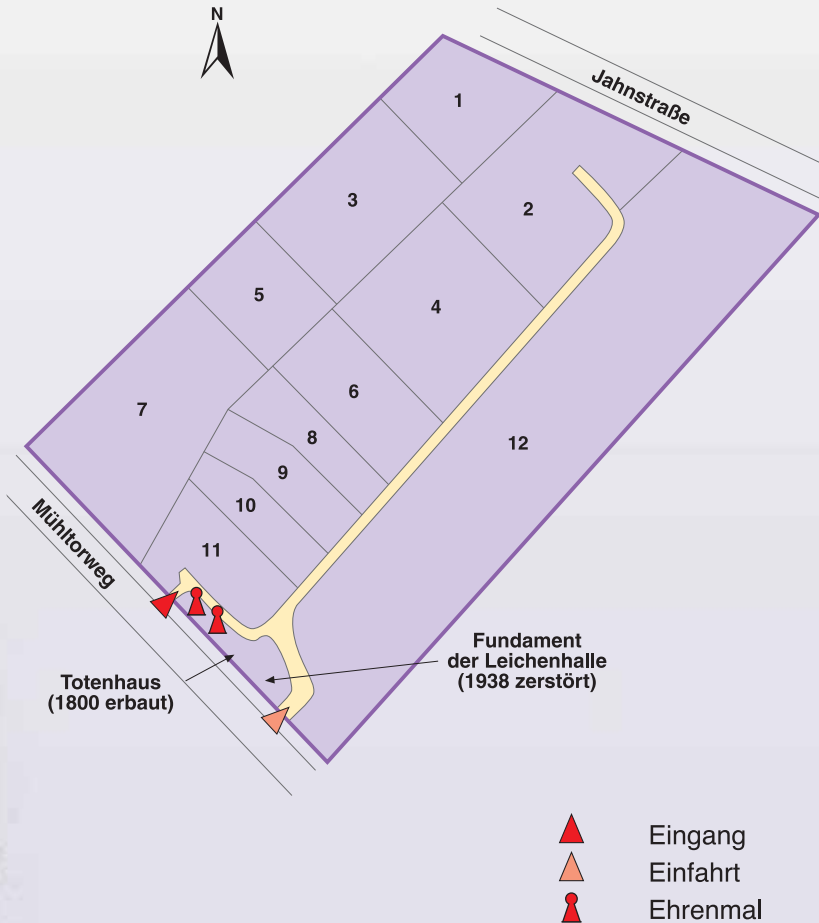 N
Jahnstraße
1
2
3
4
5
6
7
8
9
10
11
12
Mühltorweg
Totenhaus
(1800 erbaut)
Fundament
der Leichenhalle
(1938 zerstört)
Eingang
Einfahrt
Ehrenmal